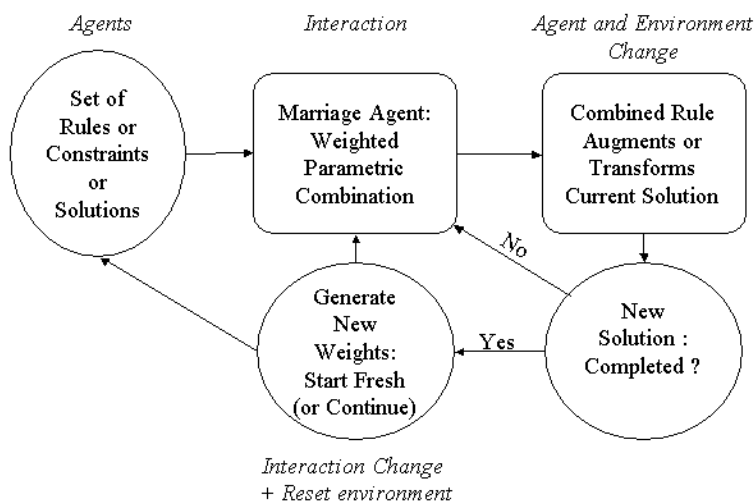 Agents
Interaction
Agent and Environment
Change
Set of
Rules or
Constraints
or
Solutions
Marriage Agent:
Weighted
Parametric
Combination
Combined Rule
Augments or
Transforms
Current Solution
No
Generate
New
Weights:
Start Fresh
(or Continue)
Yes
New
Solution :
Completed ?
Interaction Change
+ Reset environment